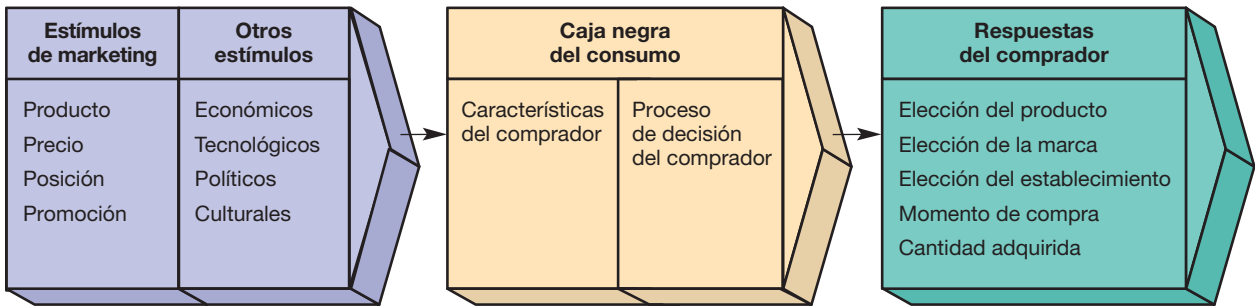 Estímulos
de marketing
Otros
estímulos
Producto
Precio
Posición
Promoción
Económicos
Tecnológicos
Políticos
Culturales
Caja negra
del consumo
Características
del comprador
Proceso
de decisión
del comprador
Respuestas
del comprador
Elección del producto
Elección de la marca
Elección del establecimiento
Momento de compra
Cantidad adquirida